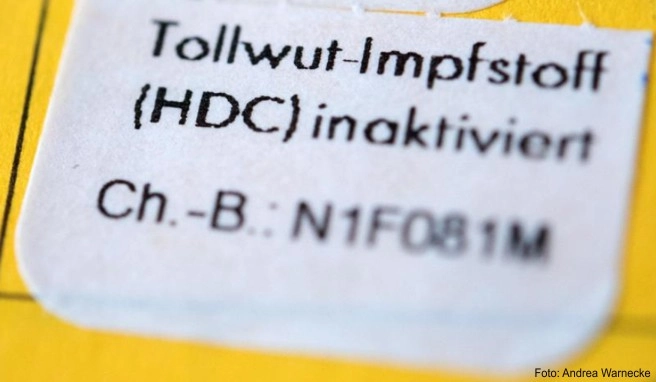 Tollwut-Impfstoff
(HDC) inaktiviert
Ch.-B.: N1F081M
Foto: Andrea Warnecke